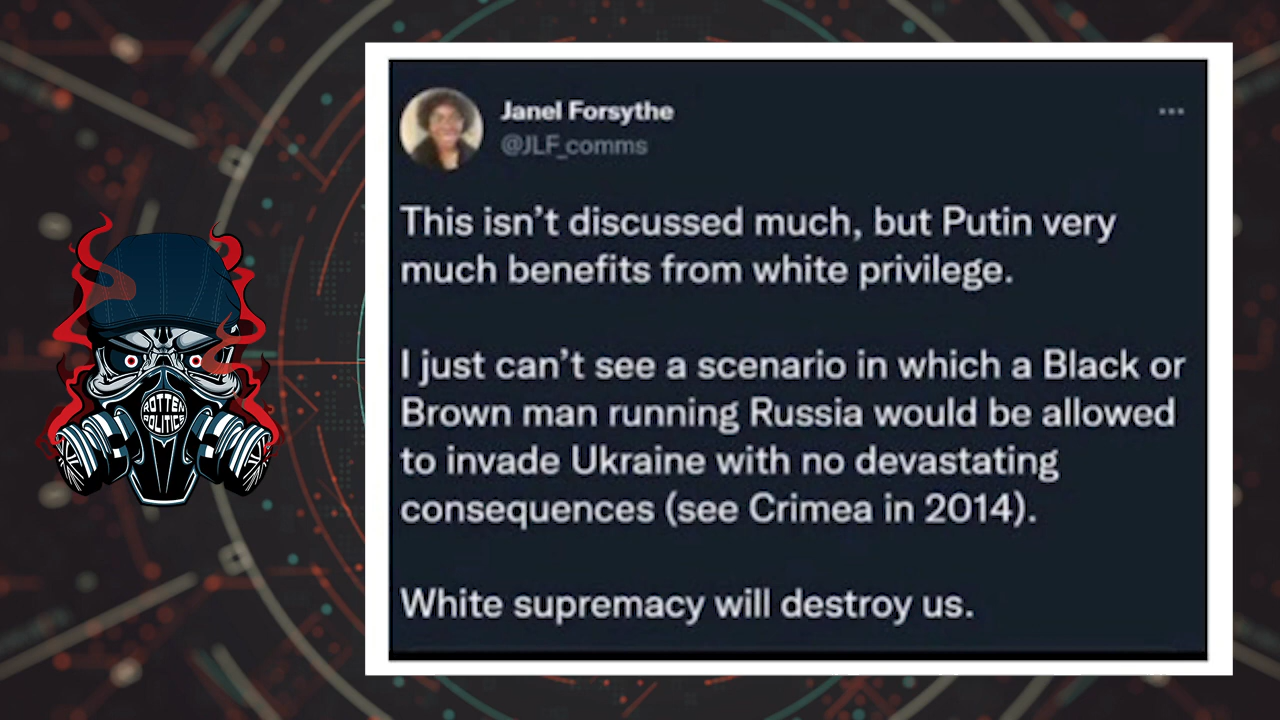 Janel Forsythe
@JLF_comms
This isn’t discussed much, but Putin very
much benefits from white privilege.
I just can’t see a scenario in which a Black or
Brown man running Russia would be allowed
to invade Ukraine with no devastating
consequences (see Crimea in 2014).
White supremacy will destroy us.
ROTTEN
POLITICS